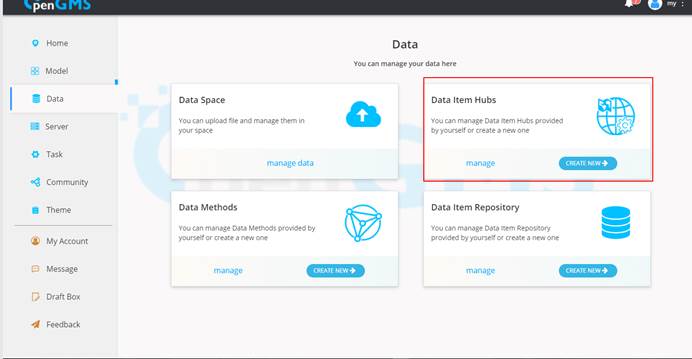 OpenGMS
my
Home
Model
Data
Server
Task
Community
Theme
My Account
Message
Draft Box
Feedback
Data
You can manage your data here
Data Space
You can upload file and manage them in
your space
manage data
Data Item Hubs
You can manage Data Item Hubs provided
by yourself or create a new one
manage
CREATE NEW
Data Methods
You can manage Data Methods provided by
yourself or create a new one
manage
CREATE NEW
Data Item Repository
You can manage Data Item Repository
provided by yourself or create a new one
manage
CREATE NEW